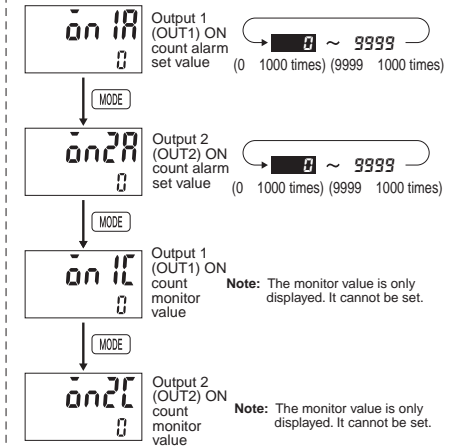 on1A
0
Output 1
(OUT1) ON
count alarm
set value
0 ~ 9999
(0 1000 times) (9999 1000 times)
MODE
on2A
0
Output 2
(OUT2) ON
count alarm
set value
0 ~ 9999
(0 1000 times) (9999 1000 times)
MODE
on1C
0
Output 1
(OUT1) ON
count
monitor
value
Note: The monitor value is only
displayed. It cannot be set.
MODE
on2C
0
Output 2
(OUT2) ON
count
monitor
value
Note: The monitor value is only
displayed. It cannot be set.